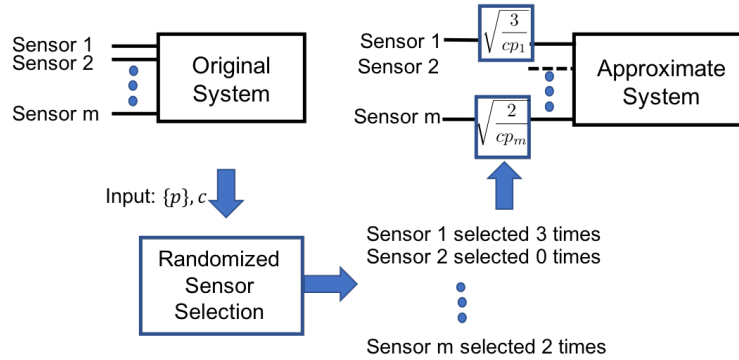 Sensor 1
Sensor 2
Sensor m
Original
System
Sensor 1
Sensor 2
Sensor m
√(3/cp₁)
√(2/cpₘ)
Approximate
System
Input: {p}, c
Randomized
Sensor
Selection
Sensor 1 selected 3 times
Sensor 2 selected 0 times
Sensor m selected 2 times